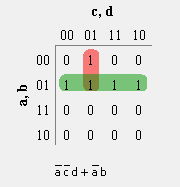 c, d
00 01 11 10
a, b
00 0 1 0 0
01 1 1 1 1
11 0 0 0 0
10 0 0 0 0
a̅ c̅ d + a̅ b